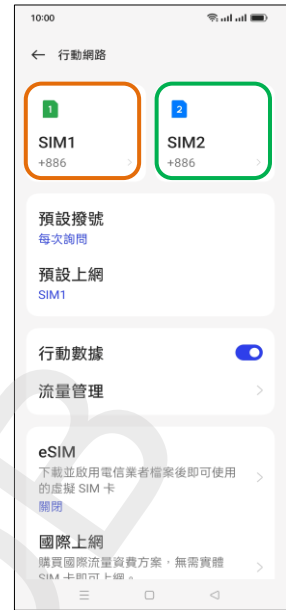 10:00
行動網路
1
2
SIM1
+886
SIM2
+886
預設撥號
每次詢問
預設上網
SIM1
行動數據
流量管理
eSIM
下載並啟用電信業者檔案後即可使用
的虛擬 SIM 卡
關閉
國際上網
購買國際流量資費方案，無需實體
SIM 卡即可上網。